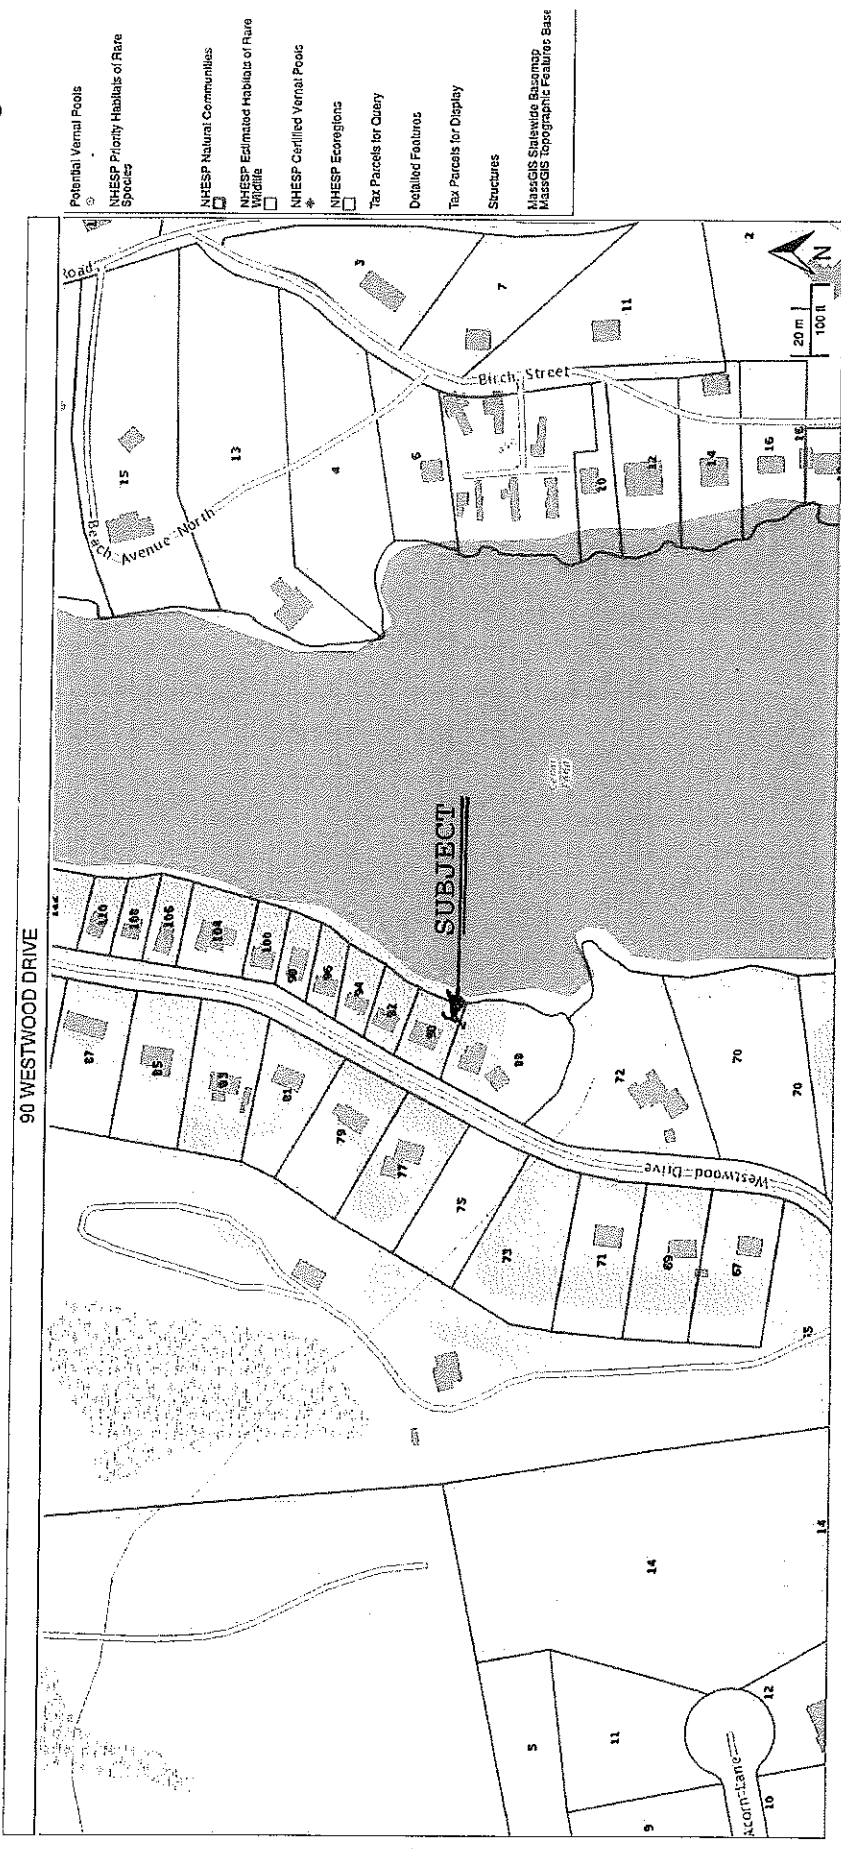 90 WESTWOOD DRIVE
Potential Vernal Pools
NHESP Priority Habitats of Rare
Species
NHESP Natural Communities
NHESP Estimated Habitats of Rare
Wildlife
NHESP Certified Vernal Pools
NHESP Ecoregions
Tax Parcels for Query
Detailed Features
Tax Parcels for Display
Structures
MassGIS Statewide Basemap
MassGIS Topographic Features Base
Road
15
Beach Avenue North
13
4
3
6
7
11
2
Birch Street
10
12
14
16
18
20 m
100 ft
N
SUBJECT
110
108
106
104
100
98
96
94
92
90
88
72
70
70
87
85
83
81
79
77
75
73
71
69
67
Westwood Drive
14
14
5
11
12
9
10
Acorn Lane